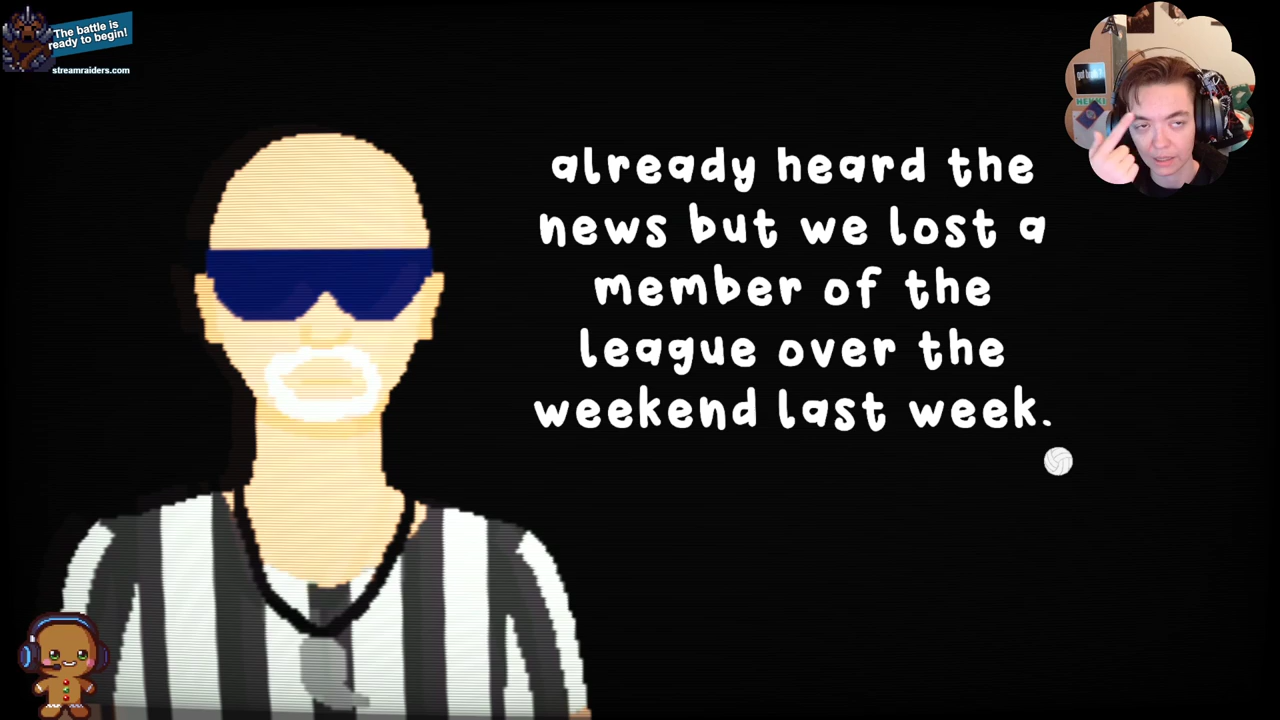 The battle is
ready to begin!
streamraiders.com
already heard the
news but we lost a
member of the
league over the
weekend last week.